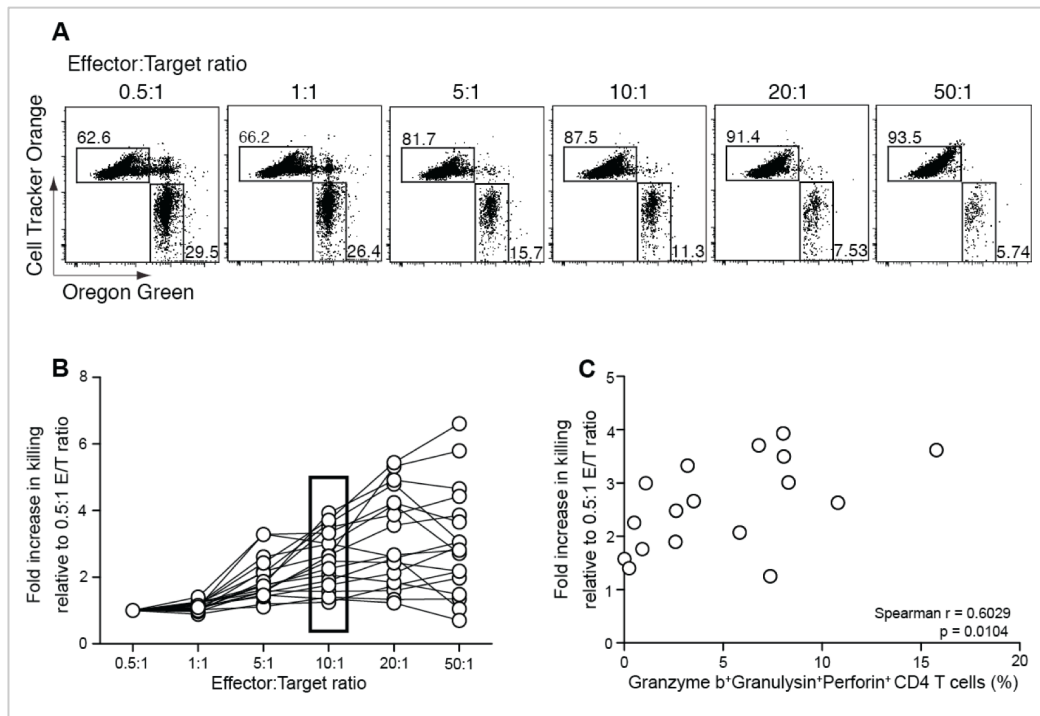 A
Effector:Target ratio
0.5:1 1:1 5:1 10:1 20:1 50:1
Cell Tracker Orange
62.6 66.2 81.7 87.5 91.4 93.5
29.5 26.4 15.7 11.3 7.53 5.74
Oregon Green
B
Fold increase in killing
relative to 0.5:1 E/T ratio
8
6
4
2
0
0.5:1 1:1 5:1 10:1 20:1 50:1
Effector:Target ratio
C
Fold increase in killing
relative to 0.5:1 E/T ratio
5
4
3
2
1
0
Spearman r = 0.6029
p = 0.0104
0 5 10 15 20
Granzyme b⁺Granulysin⁺Perforin⁺ CD4 T cells (%)